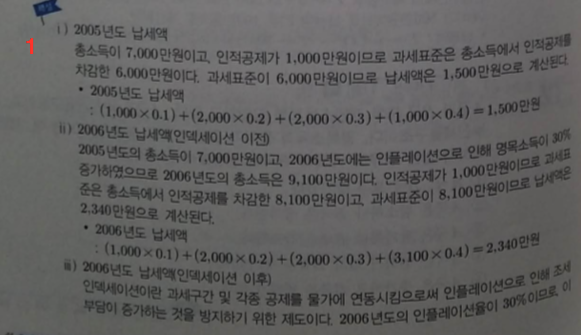 해설
1
ⅰ) 2005년도 납세액
총소득이 7,000만원이고, 인적공제가 1,000만원이므로 과세표준은 총소득에서 인적공제를
차감한 6,000만원이다. 과세표준이 6,000만원이므로 납세액은 1,500만원으로 계산된다.
• 2005년도 납세액
: (1,000×0.1)+(2,000×0.2)+(2,000×0.3)+(1,000×0.4)=1,500만원
ⅱ) 2006년도 납세액(인덱세이션 이전)
2005년도의 총소득이 7,000만원이고, 2006년도에는 인플레이션으로 인해 명목소득이 30%
증가하였으므로 2006년도의 총소득은 9,100만원이다. 인적공제가 1,000만원이므로 과세표
준은 총소득에서 인적공제를 차감한 8,100만원이고, 과세표준이 8,100만원이므로 납세액은
2,340만원으로 계산된다.
• 2006년도 납세액
: (1,000×0.1)+(2,000×0.2)+(2,000×0.3)+(3,100×0.4)=2,340만원
ⅲ) 2006년도 납세액(인덱세이션 이후)
인덱세이션이란 과세구간 및 각종 공제를 물가에 연동시킴으로써 인플레이션으로 인해 조세
부담이 증가하는 것을 방지하기 위한 제도이다. 2006년도의 인플레이션율이 30%이므로, 이